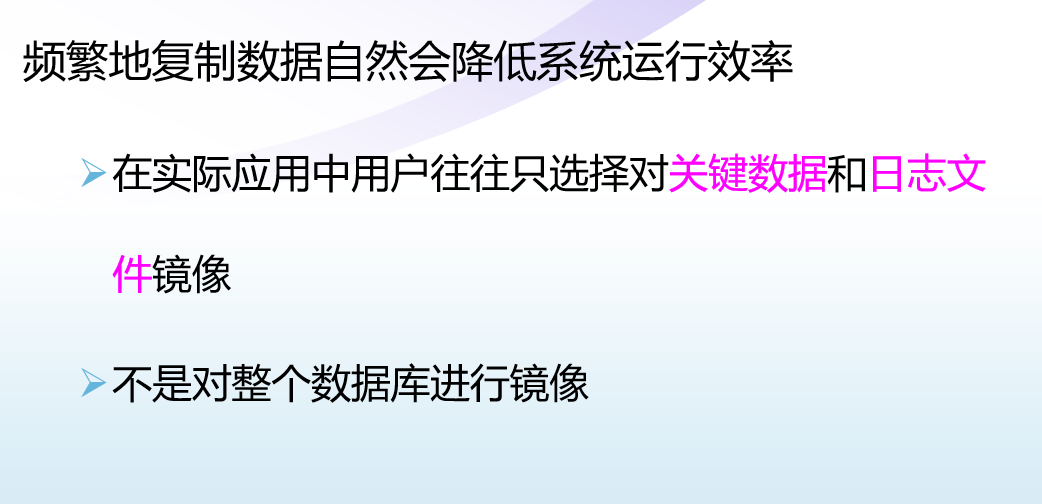 频繁地复制数据自然会降低系统运行效率
在实际应用中用户往往只选择对关键数据和日志文
件镜像
不是对整个数据库进行镜像